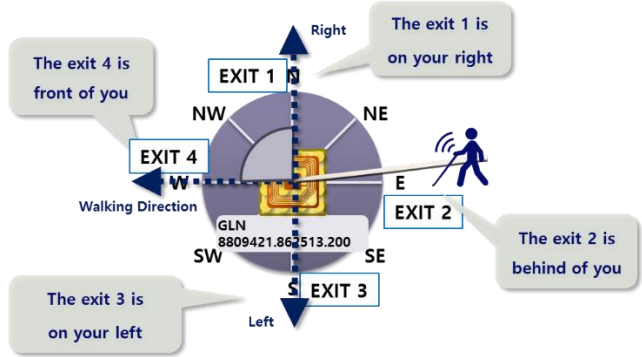 Right
The exit 1 is
on your right
The exit 4 is
front of you
EXIT 1
N
NW
NE
EXIT 4
W
E
Walking Direction
EXIT 2
GLN
8809421.862513.200
The exit 2 is
behind of you
SW
SE
S
EXIT 3
The exit 3 is
on your left
Left